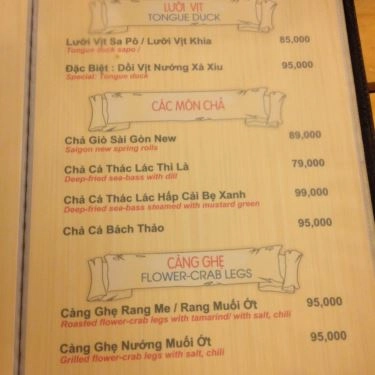 LƯỠI VỊT
TONGUE DUCK
Lưỡi Vịt Sa Pô / Lưỡi Vịt Khìa 85,000
Tongue duck sapo /
Đặc Biệt : Dồi Vịt Nướng Xá Xíu 95,000
Special: Tongue duck
CÁC MÓN CHẢ
Chả Giò Sài Gòn New 89,000
Saigon new spring rolls
Chả Cá Thác Lác Thì Là 79,000
Deep-fried sea-bass with dill
Chả Cá Thác Lác Hấp Cải Bẹ Xanh 99,000
Deep-fried sea-bass steamed with mustard green
Chả Cá Bách Thảo 95,000
CÀNG GHẸ
FLOWER-CRAB LEGS
Càng Ghẹ Rang Me / Rang Muối Ớt 95,000
Roasted flower-crab legs with tamarind/ with salt, chili
Càng Ghẹ Nướng Muối Ớt 95,000
Grilled flower-crab legs with salt, chili